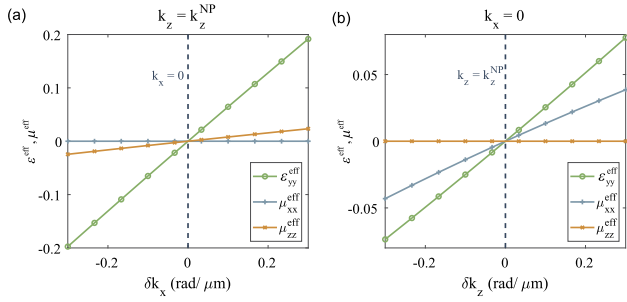 (a)
k_z = k_z^NP
0.2
0.1
0
-0.1
-0.2
ε^eff, μ^eff
k_x = 0
ε_yy^eff
μ_xx^eff
μ_zz^eff
-0.2
0
0.2
δk_x (rad/ μm)
(b)
k_x = 0
0.05
0
-0.05
ε^eff, μ^eff
k_z = k_z^NP
ε_yy^eff
μ_xx^eff
μ_zz^eff
-0.2
0
0.2
δk_z (rad/ μm)